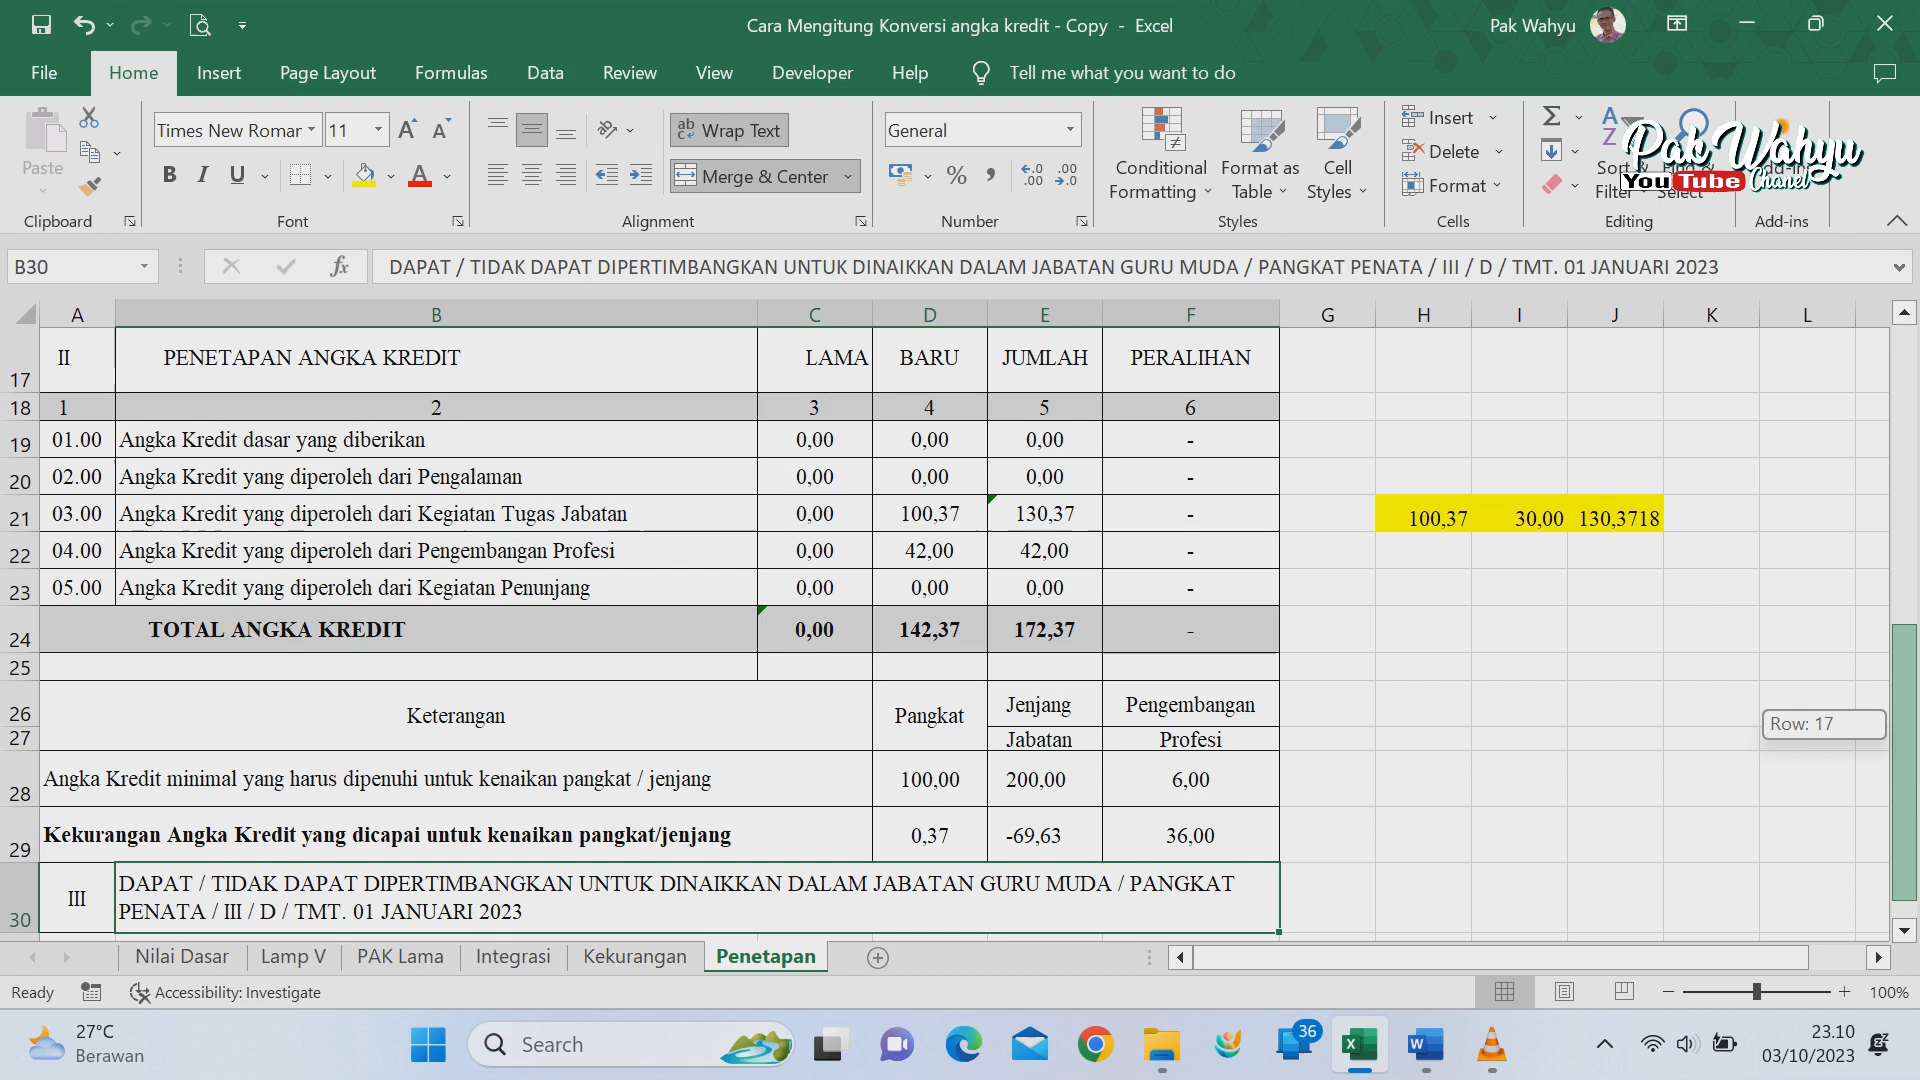 Cara Mengitung Konversi angka kredit - Copy - Excel
Pak Wahyu
File Home Insert Page Layout Formulas Data Review View Developer Help Tell me what you want to do
Paste
Times New Roman 11
Wrap Text
Merge & Center
General
Conditional Formatting
Format as Table
Cell Styles
Insert
Delete
Format
Sort & Filter
Select
Pak Wahyu
YouTube Chanel
Clipboard Font Alignment Number Styles Cells Editing Add-ins
B30 fx DAPAT / TIDAK DAPAT DIPERTIMBANGKAN UNTUK DINAIKKAN DALAM JABATAN GURU MUDA / PANGKAT PENATA / III / D / TMT. 01 JANUARI 2023
A B C D E F G H I J K L
17 II PENETAPAN ANGKA KREDIT LAMA BARU JUMLAH PERALIHAN
18 1 2 3 4 5 6
19 01.00 Angka Kredit dasar yang diberikan 0,00 0,00 0,00 -
20 02.00 Angka Kredit yang diperoleh dari Pengalaman 0,00 0,00 0,00 -
21 03.00 Angka Kredit yang diperoleh dari Kegiatan Tugas Jabatan 0,00 100,37 130,37 - 100,37 30,00 130,3718
22 04.00 Angka Kredit yang diperoleh dari Pengembangan Profesi 0,00 42,00 42,00 -
23 05.00 Angka Kredit yang diperoleh dari Kegiatan Penunjang 0,00 0,00 0,00 -
24 TOTAL ANGKA KREDIT 0,00 142,37 172,37 -
25
26 Keterangan Pangkat Jenjang Pengembangan
27 Jabatan Profesi
Row: 17
28 Angka Kredit minimal yang harus dipenuhi untuk kenaikan pangkat / jenjang 100,00 200,00 6,00
29 Kekurangan Angka Kredit yang dicapai untuk kenaikan pangkat/jenjang 0,37 -69,63 36,00
30 III DAPAT / TIDAK DAPAT DIPERTIMBANGKAN UNTUK DINAIKKAN DALAM JABATAN GURU MUDA / PANGKAT
PENATA / III / D / TMT. 01 JANUARI 2023
Nilai Dasar Lamp V PAK Lama Integrasi Kekurangan Penetapan
Ready Accessibility: Investigate 100%
27°C
Berawan
Search
36
23.10
03/10/2023